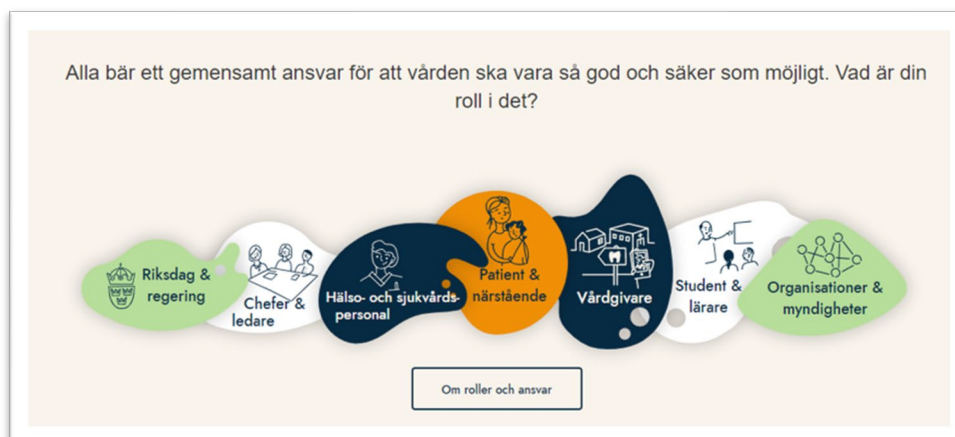 Alla bär ett gemensamt ansvar för att vården ska vara så god och säker som möjligt. Vad är din
roll i det?
Riksdag &
regering
Chefer &
ledare
Hälso- och sjukvårds-
personal
Patient &
närstående
Vårdgivare
Student &
lärare
Organisationer &
myndigheter
Om roller och ansvar